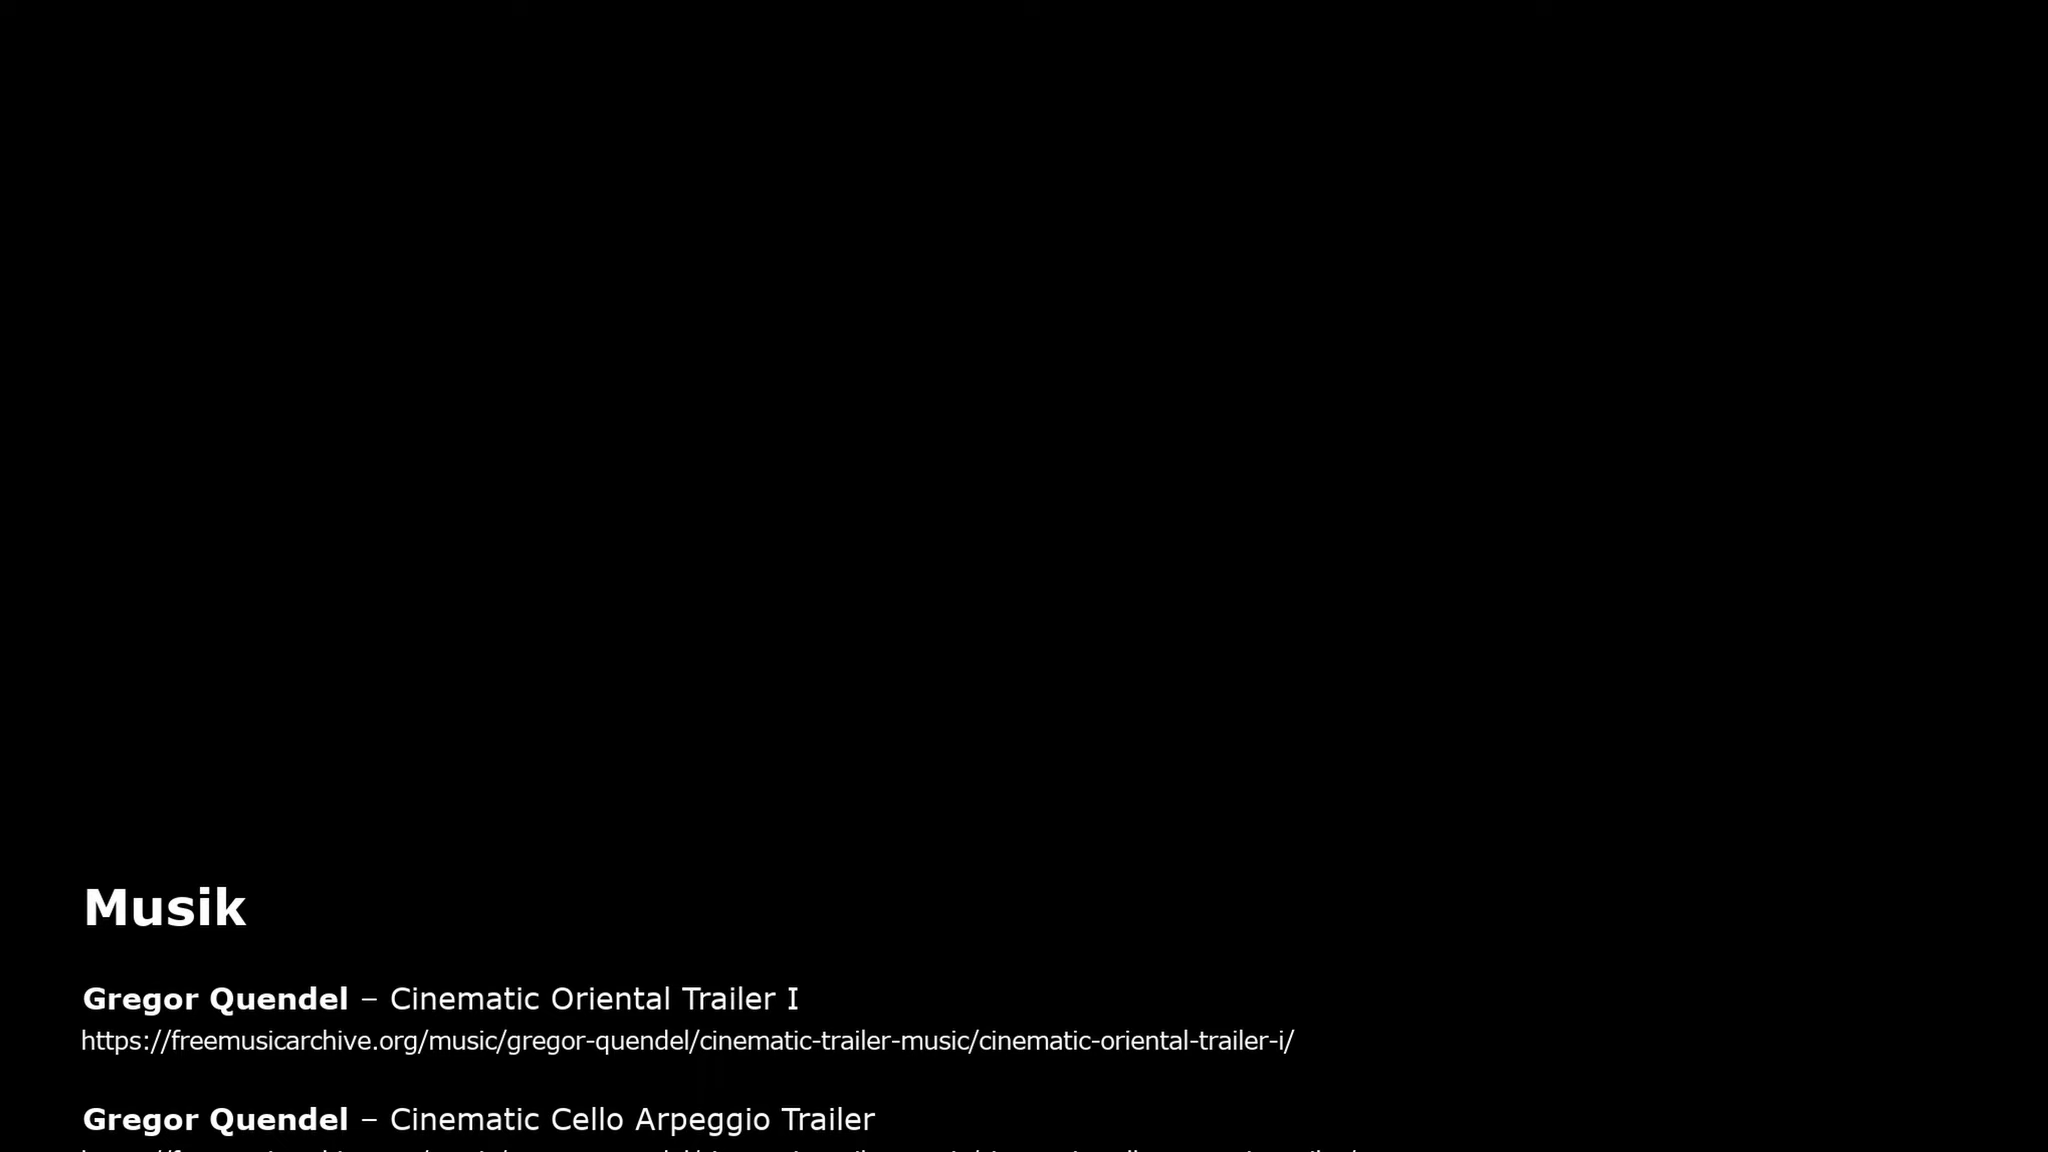 Musik
Gregor Quendel – Cinematic Oriental Trailer I
https://freemusicarchive.org/music/gregor-quendel/cinematic-trailer-music/cinematic-oriental-trailer-i/
Gregor Quendel – Cinematic Cello Arpeggio Trailer